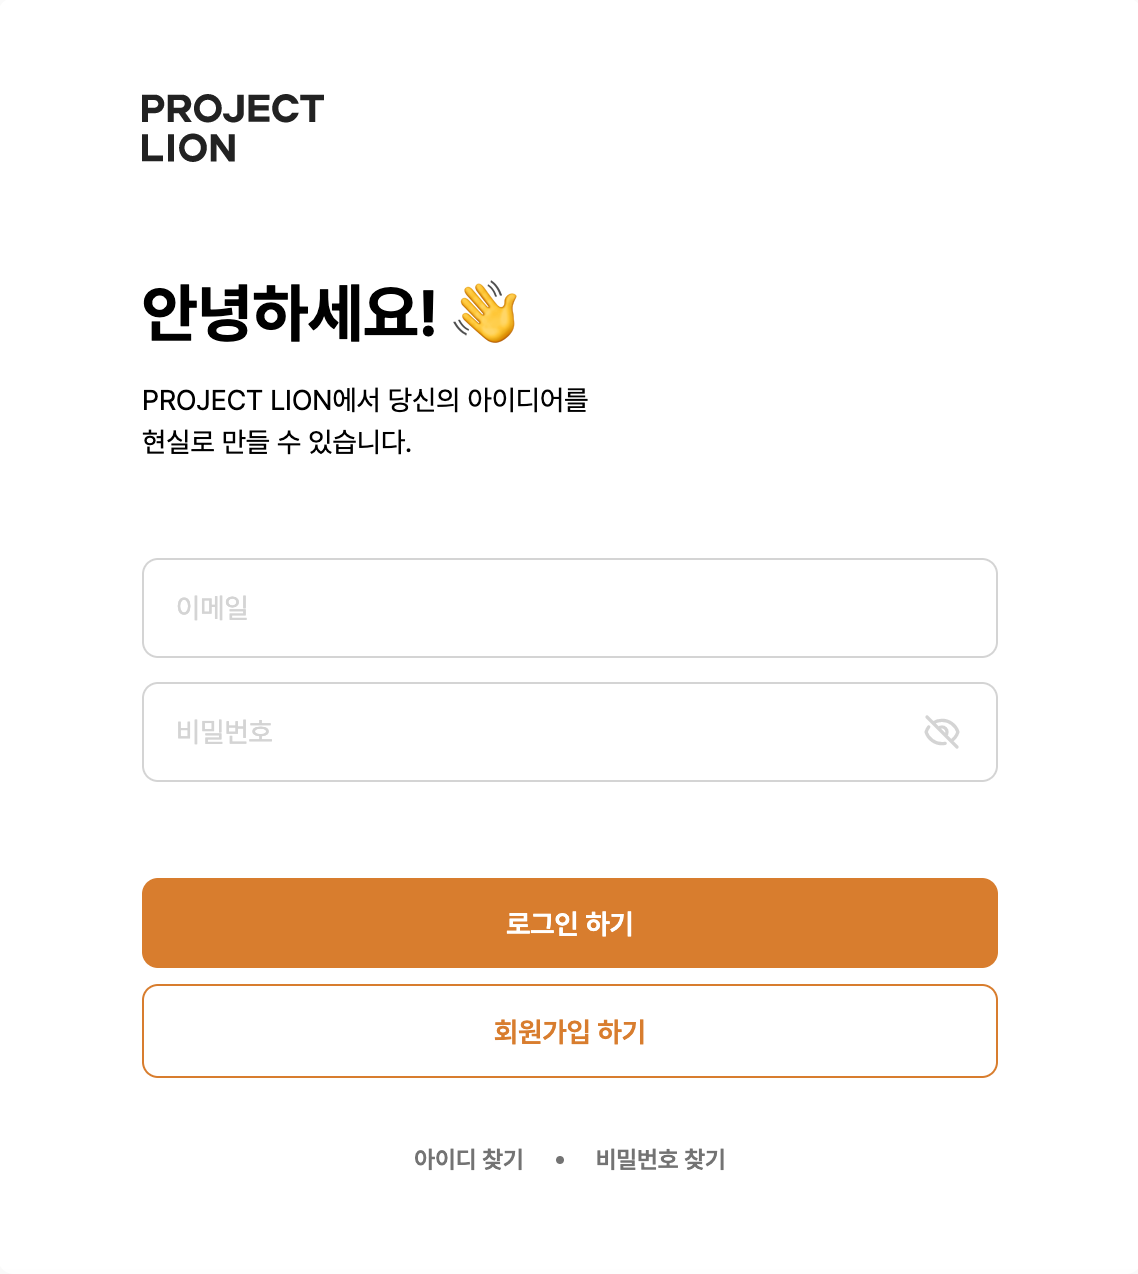 PROJECT
LION
안녕하세요! 👋
PROJECT LION에서 당신의 아이디어를
현실로 만들 수 있습니다.
이메일
비밀번호
로그인 하기
회원가입 하기
아이디 찾기 • 비밀번호 찾기